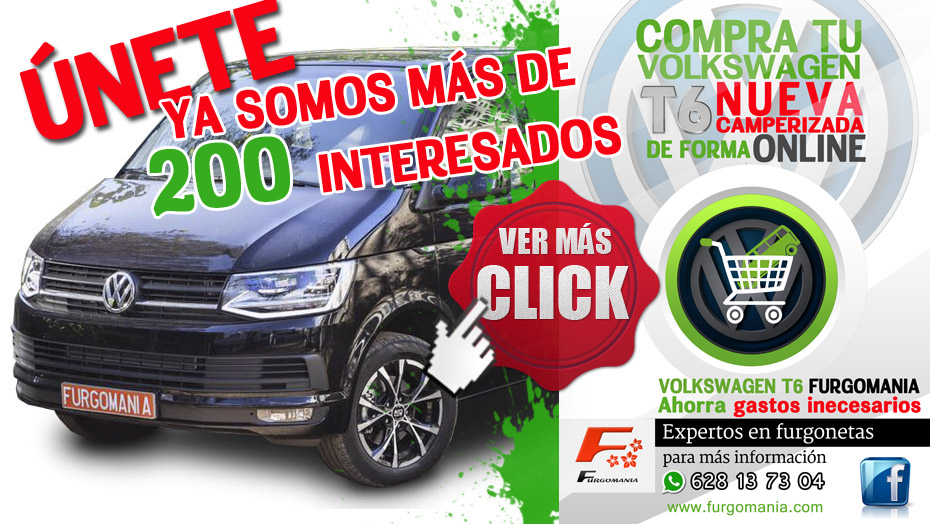 ÚNETE
YA SOMOS MÁS DE
200 INTERESADOS
COMPRA TU
VOLKSWAGEN
T6 NUEVA
CAMPERIZADA
DE FORMA ONLINE
VER MÁS
CLICK
FURGOMANIA
VOLKSWAGEN T6 FURGOMANIA
Ahorra gastos inecesarios
Expertos en furgonetas
para más información
628 13 73 04
www.furgomania.com
F
FURGOMANIA
f